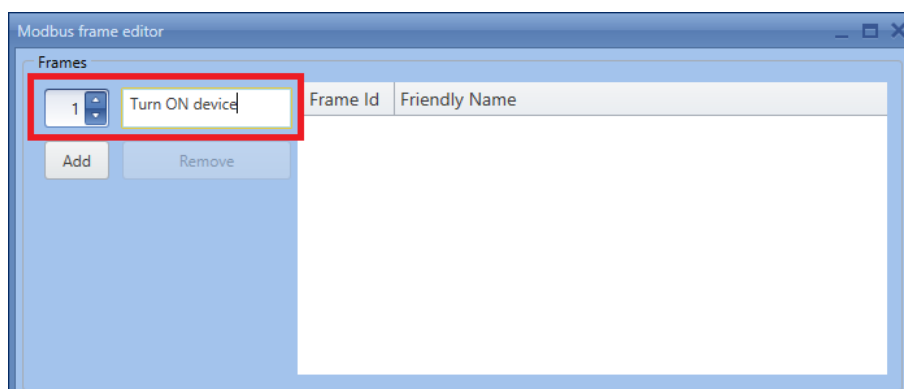 Modbus frame editor
Frames
1 Turn ON device Frame Id Friendly Name
Add Remove